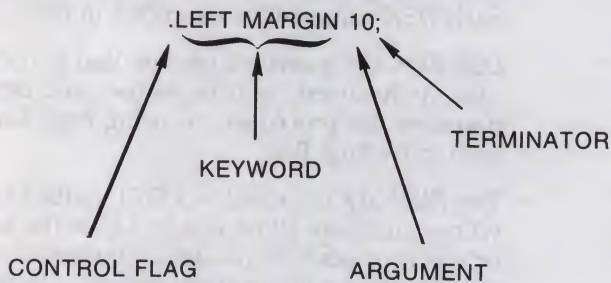 .LEFT MARGIN 10;
TERMINATOR
KEYWORD
CONTROL FLAG ARGUMENT